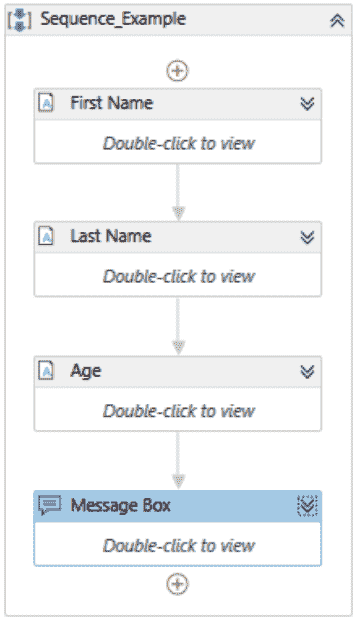 Sequence_Example
First Name
Double-click to view
Last Name
Double-click to view
Age
Double-click to view
Message Box
Double-click to view